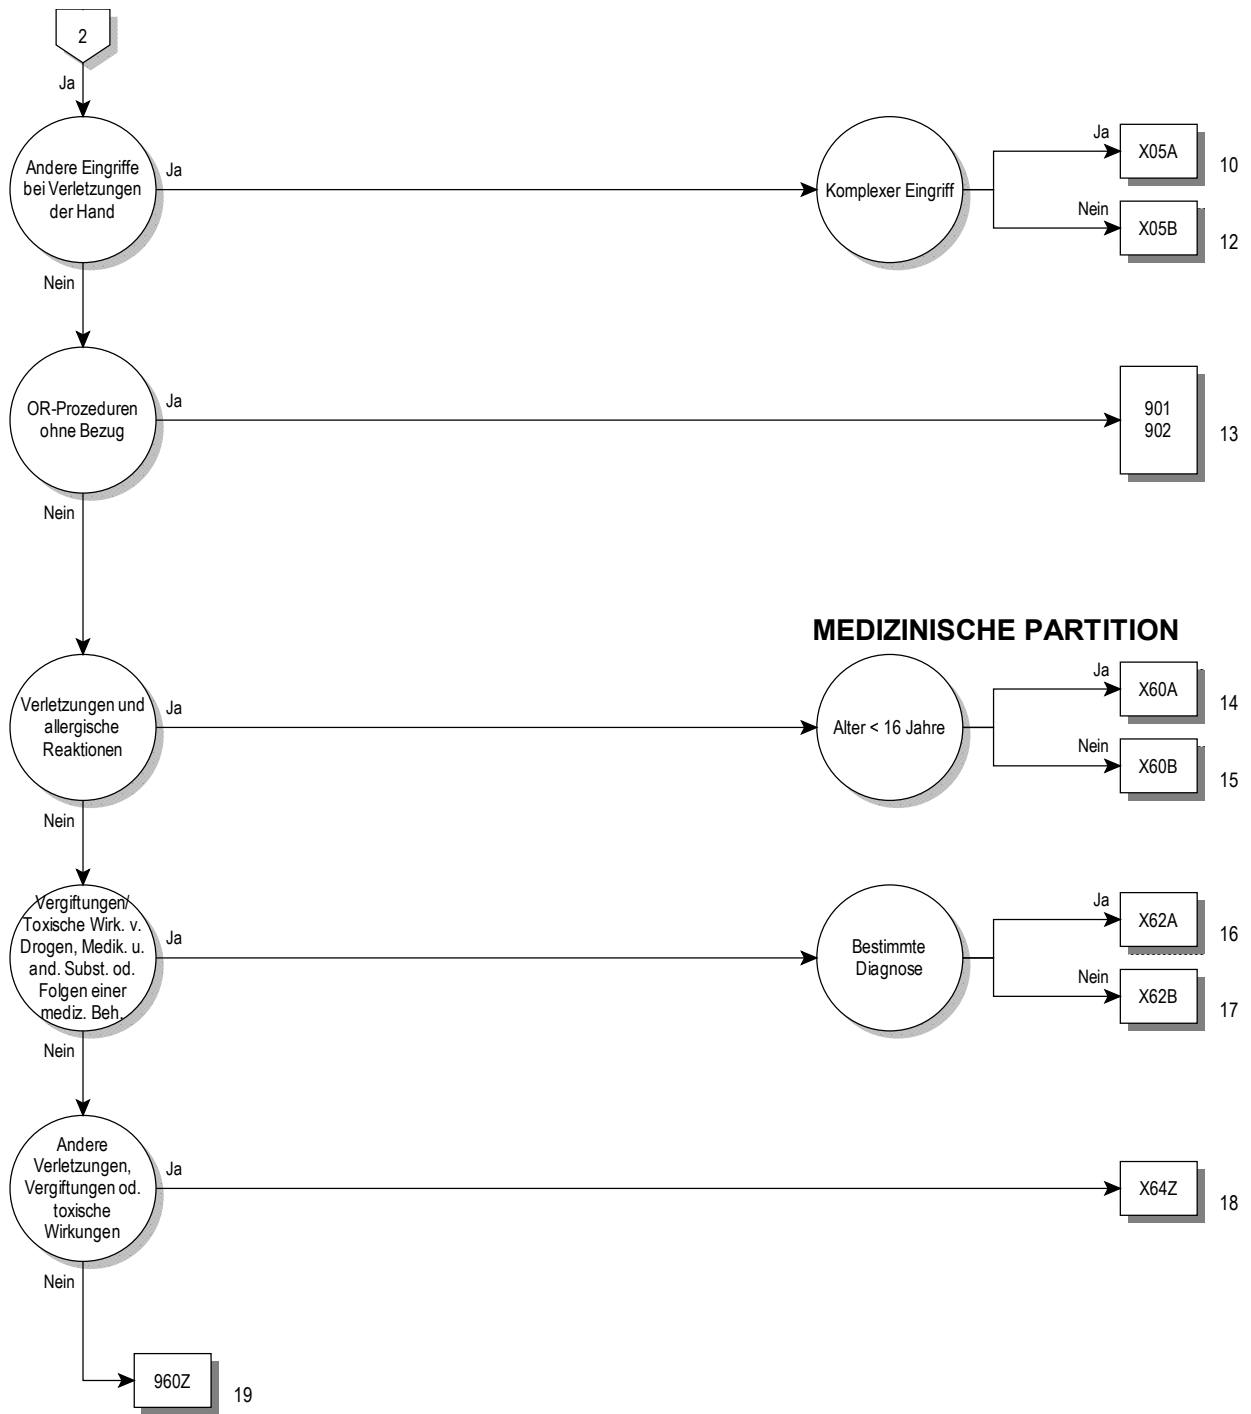 2
Ja
Andere Eingriffe
bei Verletzungen
der Hand
Ja
Komplexer Eingriff
Ja
X05A
10
Nein
X05B
12
Nein
OR-Prozeduren
ohne Bezug
Ja
901
902
13
Nein
MEDIZINISCHE PARTITION
Verletzungen und
allergische
Reaktionen
Ja
Alter < 16 Jahre
Ja
X60A
14
Nein
X60B
15
Nein
Vergiftungen/
Toxische Wirk. v.
Drogen, Medik. u.
and. Subst. od.
Folgen einer
mediz. Beh.
Ja
Bestimmte
Diagnose
Ja
X62A
16
Nein
X62B
17
Nein
Andere
Verletzungen,
Vergiftungen od.
toxische
Wirkungen
Ja
X64Z
18
Nein
960Z
19